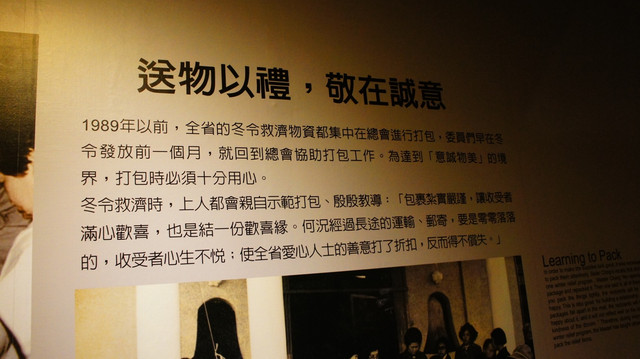 送物以禮，敬在誠意
1989年以前，全省的冬令救濟物資都集中在總會進行打包，委員們早在冬
令發放前一個月，就回到總會協助打包工作。為達到「意誠物美」的境
界，打包時必須十分用心。
冬令救濟時，上人都會親自示範打包、殷殷教導：「包裹紮實嚴謹，讓收受者
滿心歡喜，也是結一份歡喜緣。何況經過長途的運輸、郵寄，要是零零落落
的，收受者心生不悅；使全省愛心人士的善意打了折扣，反而得不償失。」
Learning to Pack